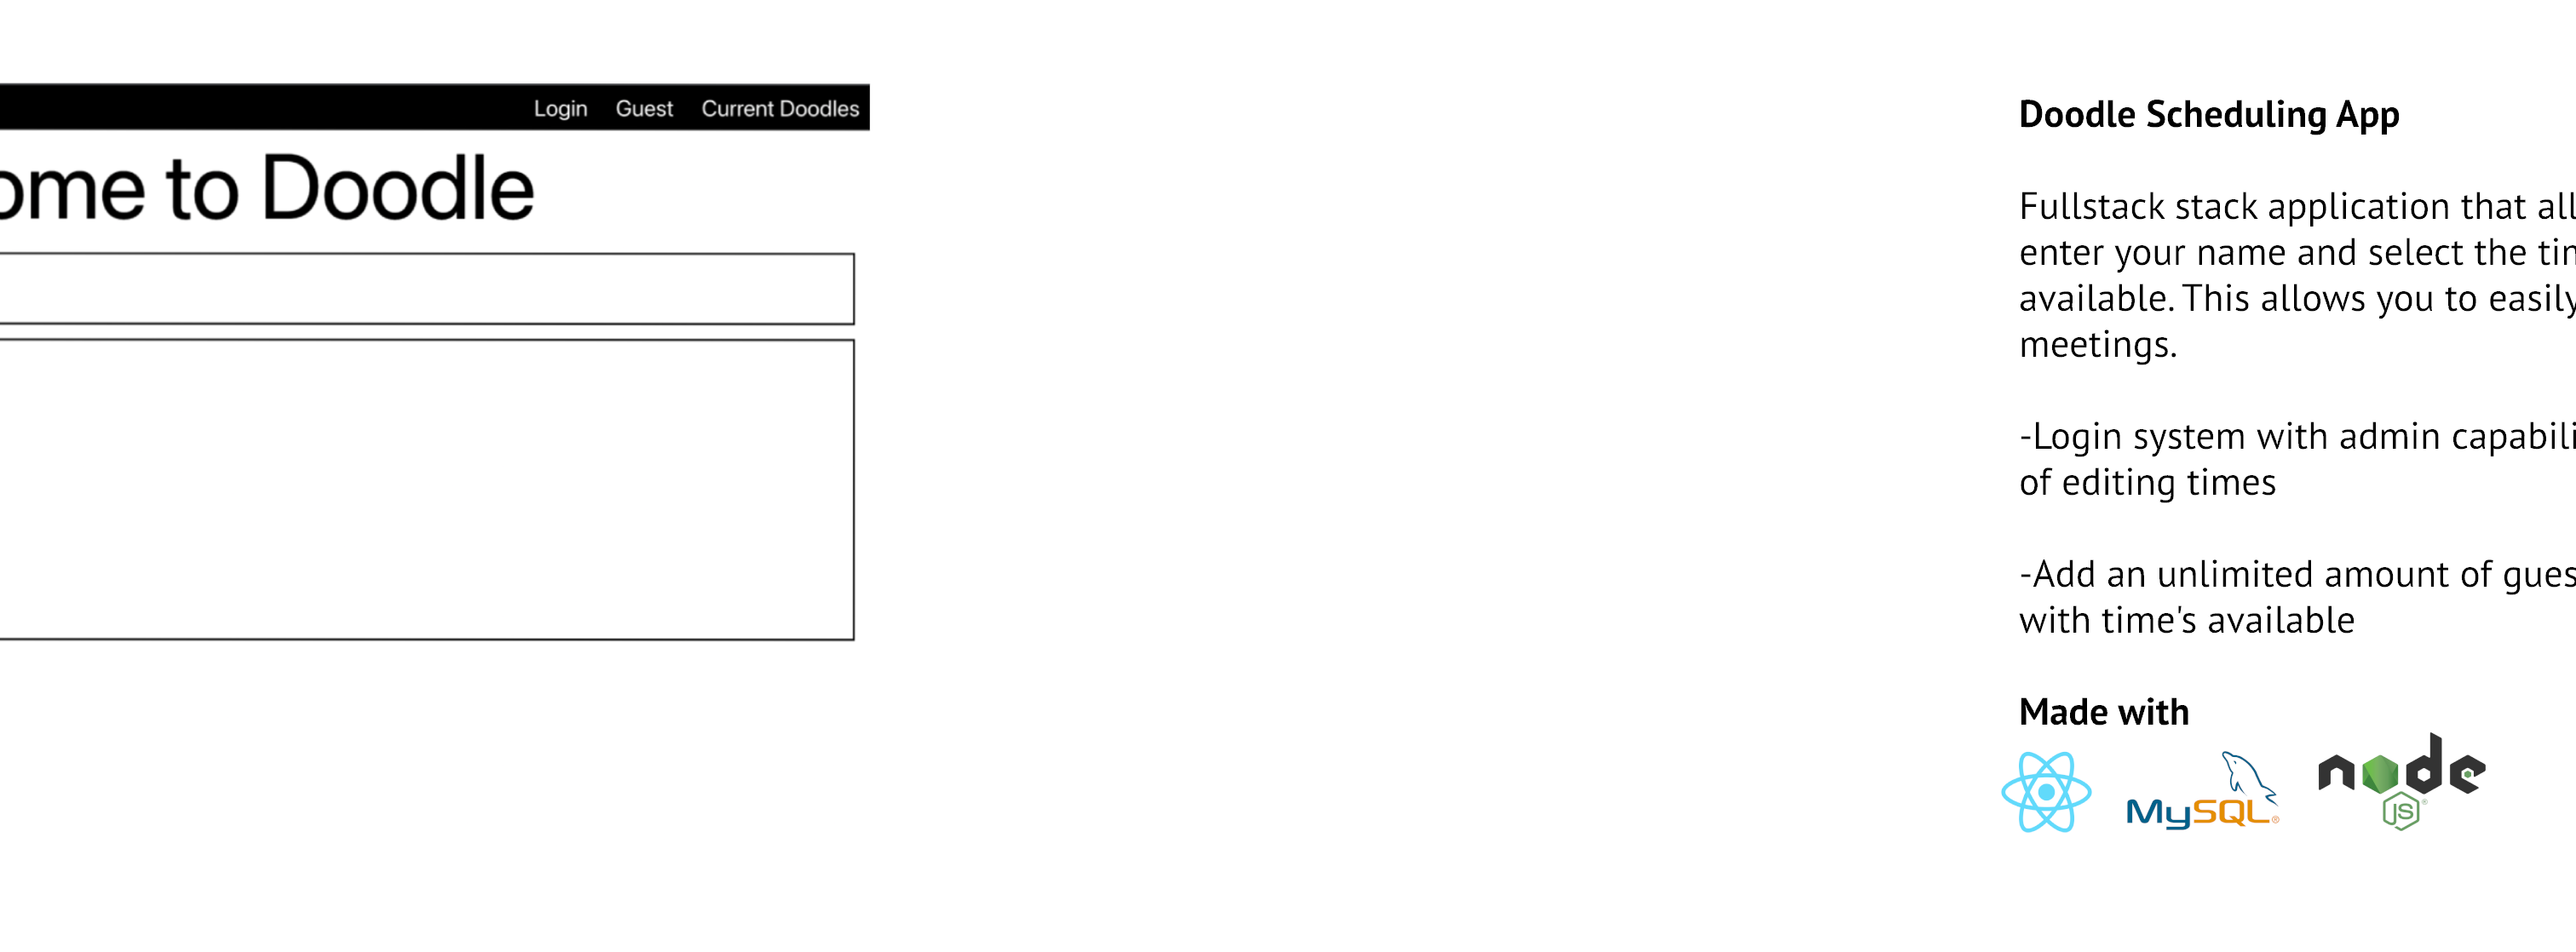 Login Guest Current Doodles
ome to Doodle
Doodle Scheduling App
Fullstack stack application that all
enter your name and select the tin
available. This allows you to easily
meetings.
-Login system with admin capabili
of editing times
-Add an unlimited amount of gues
with time's available
Made with
MySQL®
node
JS®